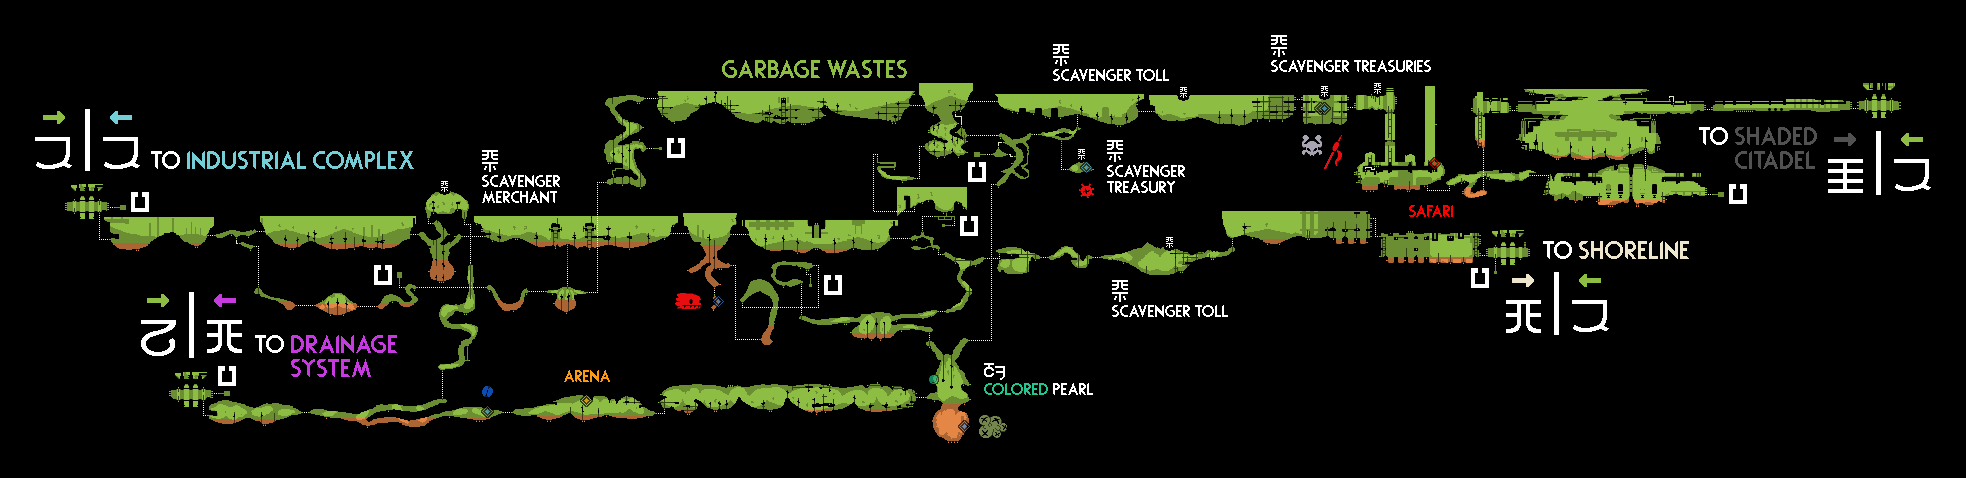 GARBAGE WASTES
SCAVENGER TOLL
SCAVENGER TREASURIES
TO INDUSTRIAL COMPLEX
SCAVENGER
MERCHANT
SCAVENGER
TREASURY
TO SHADED
CITADEL
SAFARI
TO SHORELINE
SCAVENGER TOLL
TO DRAINAGE
SYSTEM
ARENA
COLORED PEARL